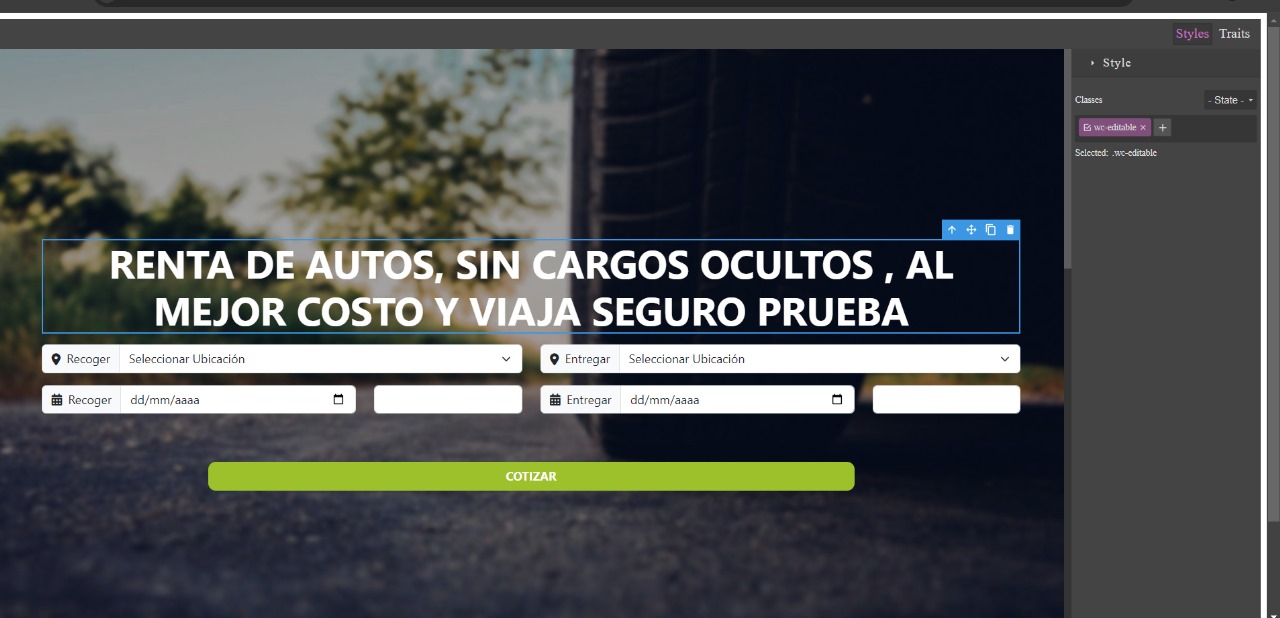 Styles Traits
Style
Classes
- State -
wc-editable
Selected: .wc-editable
RENTA DE AUTOS, SIN CARGOS OCULTOS , AL
MEJOR COSTO Y VIAJA SEGURO PRUEBA
Recoger Seleccionar Ubicación Entregar Seleccionar Ubicación
Recoger dd/mm/aaaa Entregar dd/mm/aaaa
COTIZAR